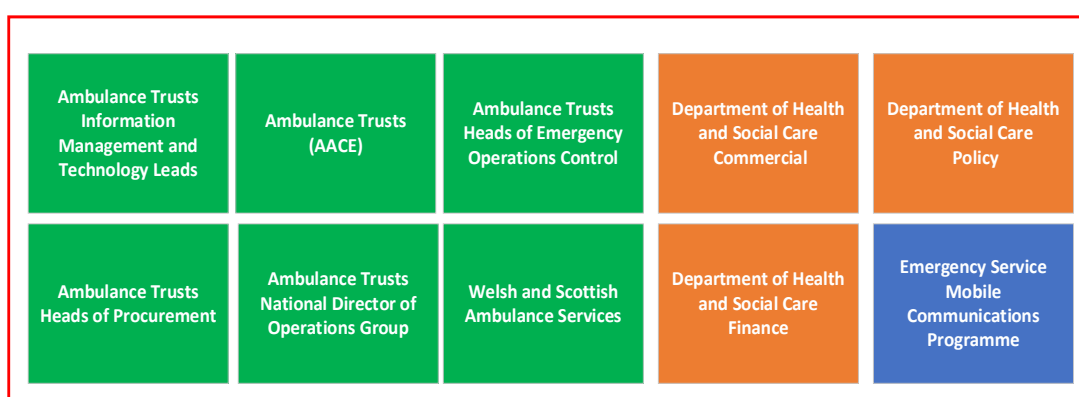 Ambulance Trusts
Information
Management and
Technology Leads
Ambulance Trusts
(AACE)
Ambulance Trusts
Heads of Emergency
Operations Control
Department of Health
and Social Care
Commercial
Department of Health
and Social Care
Policy
Ambulance Trusts
Heads of Procurement
Ambulance Trusts
National Director of
Operations Group
Welsh and Scottish
Ambulance Services
Department of Health
and Social Care
Finance
Emergency Service
Mobile
Communications
Programme